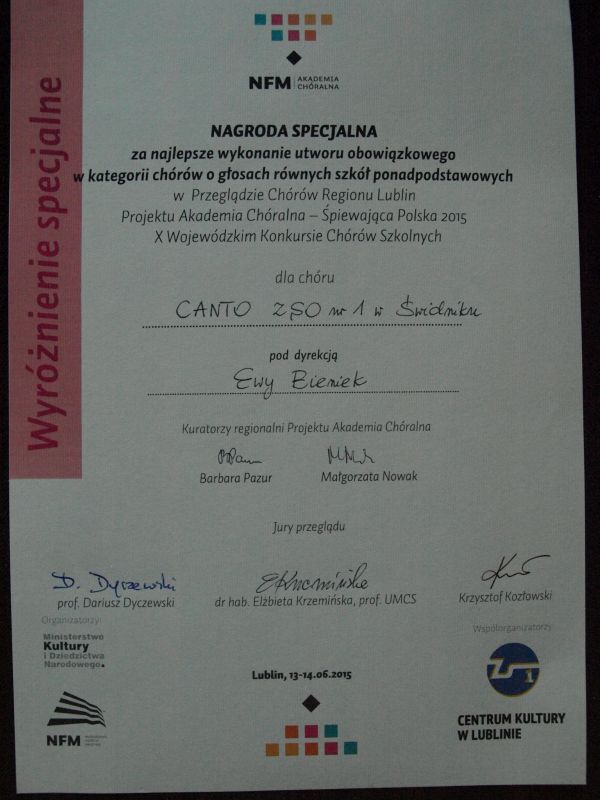 Wyróżnienie specjalne
NFM AKADEMIA CHÓRALNA
NAGRODA SPECJALNA
za najlepsze wykonanie utworu obowiązkowego
w kategorii chórów o głosach równych szkół ponadpodstawowych
w Przeglądzie Chórów Regionu Lublin
Projektu Akademia Chóralna – Śpiewająca Polska 2015
X Wojewódzkim Konkursie Chórów Szkolnych
dla chóru
CANTO ZSO nr 1 w Świdniku
pod dyrekcją
Ewy Bieniek
Kuratorzy regionalni Projektu Akademia Chóralna
Barbara Pazur Małgorzata Nowak
Jury przeglądu
D. Dyczewski
prof. Dariusz Dyczewski dr hab. Elżbieta Krzemińska, prof. UMCS Krzysztof Kozłowski
Organizatorzy:
Ministerstwo
Kultury
i Dziedzictwa
Narodowego.
Współorganizatorzy:
Lublin, 13-14.06.2015
NFM
CENTRUM KULTURY
W LUBLINIE